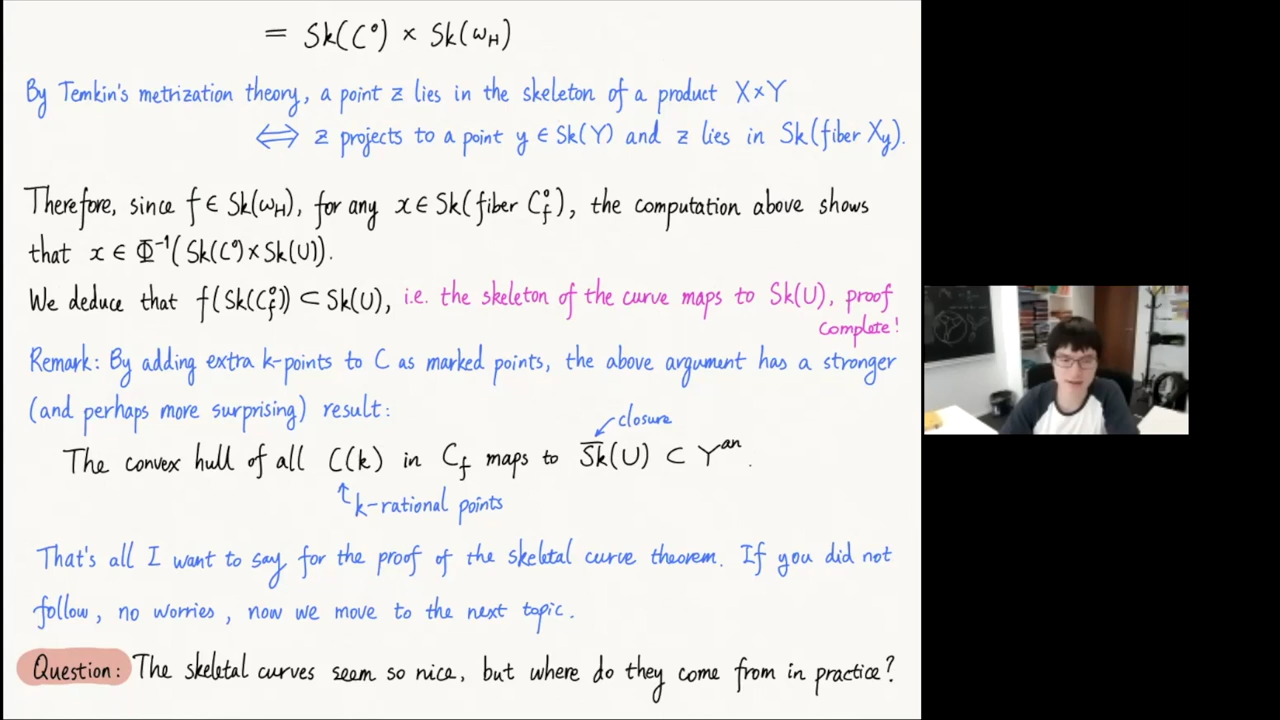 = Sk(C°) × Sk(ω_H)
By Temkin's metrization theory, a point z lies in the skeleton of a product X×Y
⟺ z projects to a point y ∈ Sk(Y) and z lies in Sk(fiber X_y).
Therefore, since f ∈ Sk(ω_H), for any x ∈ Sk(fiber C°_f), the computation above shows
that x ∈ Φ⁻¹(Sk(C°)×Sk(U)).
We deduce that f(Sk(C°_f)) ⊂ Sk(U), i.e. the skeleton of the curve maps to Sk(U), proof
complete!
Remark: By adding extra k-points to C as marked points, the above argument has a stronger
(and perhaps more surprising) result:
closure
The convex hull of all C(k) in C_f maps to S̅k(U) ⊂ Y^an.
k-rational points
That's all I want to say for the proof of the skeletal curve theorem. If you did not
follow, no worries, now we move to the next topic.
Question: The skeletal curves seem so nice, but where do they come from in practice?